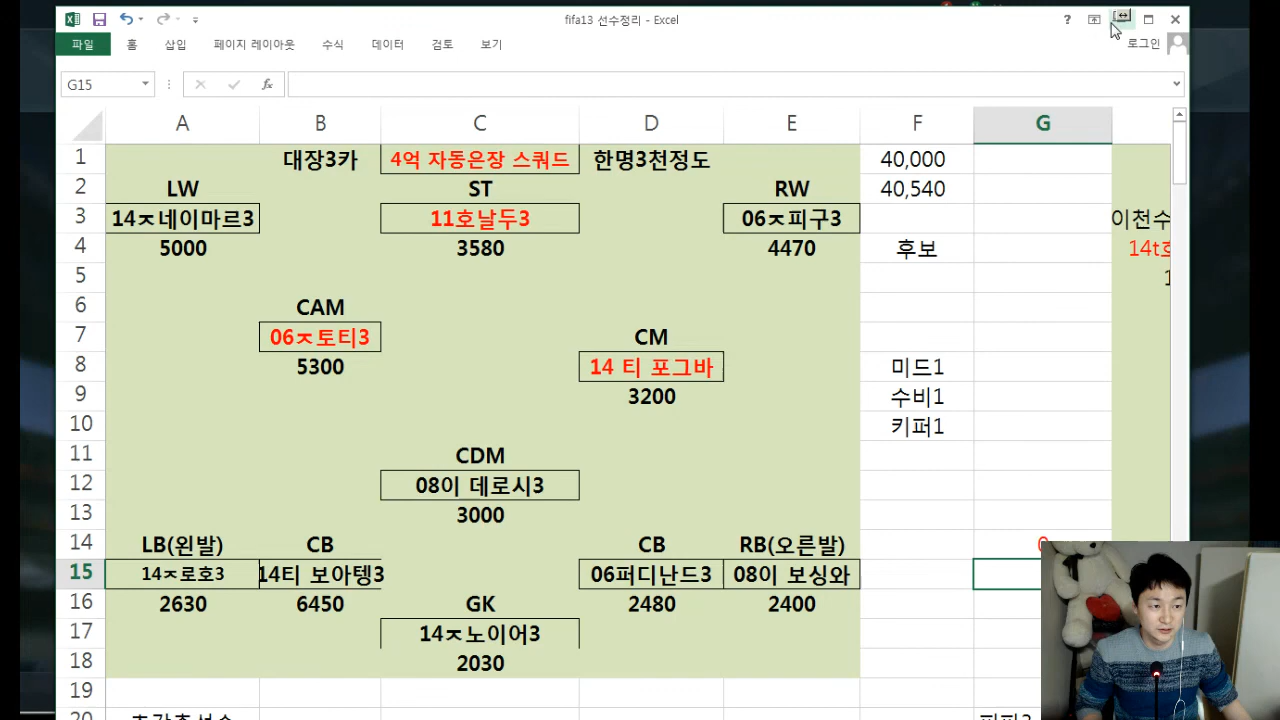 fifa13 선수정리 - Excel
파일 홈 삽입 페이지 레이아웃 수식 데이터 검토 보기 로그인
G15 fx
A B C D E F G
1 대장3카 4억 자동은장 스쿼드 한명3천정도 40,000
2 LW ST RW 40,540
3 14ㅈ네이마르3 11호날두3 06ㅈ피구3 이천수
4 5000 3580 4470 후보
5
6 CAM
7 06ㅈ토티3 CM
8 5300 14 티 포그바 미드1
9 3200 수비1
10 키퍼1
11 CDM
12 08이 데로시3
13 3000
14 LB(왼발) CB CB RB(오른발)
15 14ㅈ로호3 14티 보아텡3 06퍼디난드3 08이 보싱와
16 2630 6450 GK 2480 2400
17 14ㅈ노이어3
18 2030
19